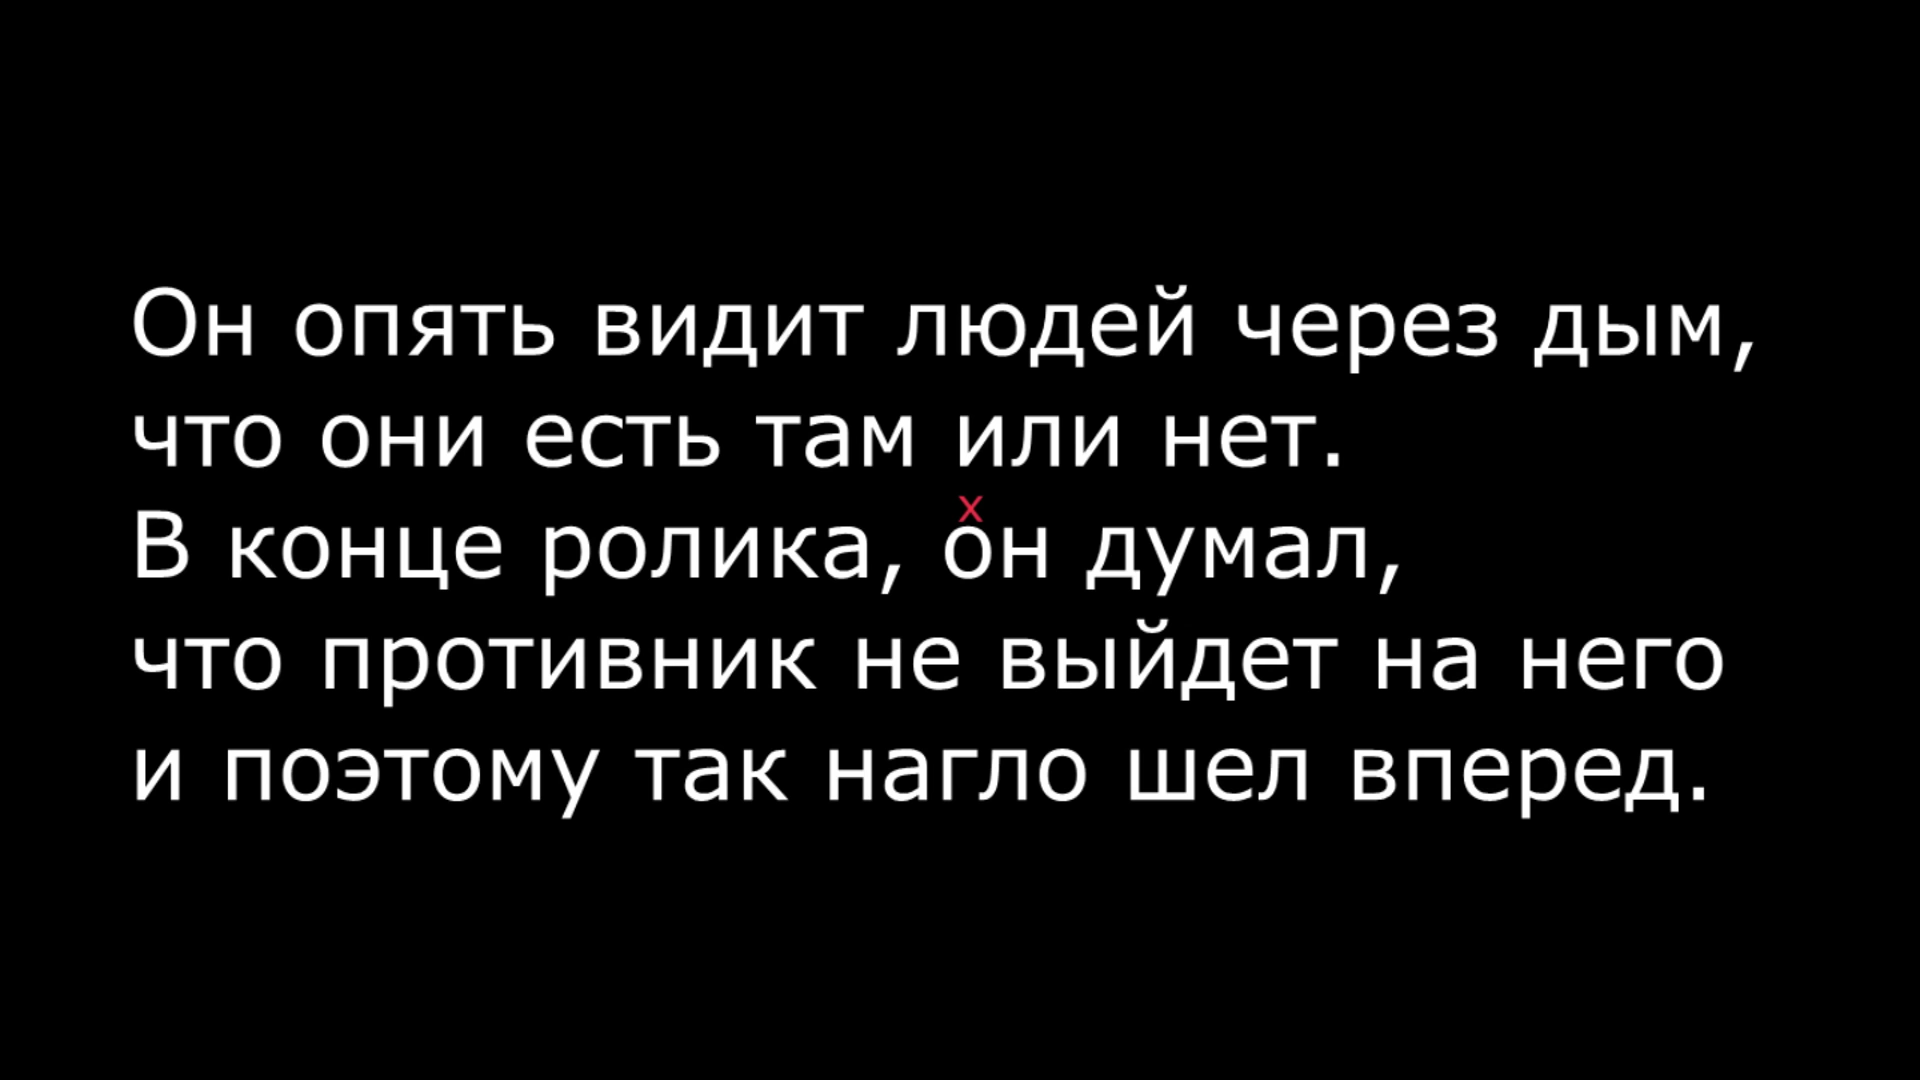 Он опять видит людей через дым,
что они есть там или нет.
x
В конце ролика, он думал,
что противник не выйдет на него
и поэтому так нагло шел вперед.